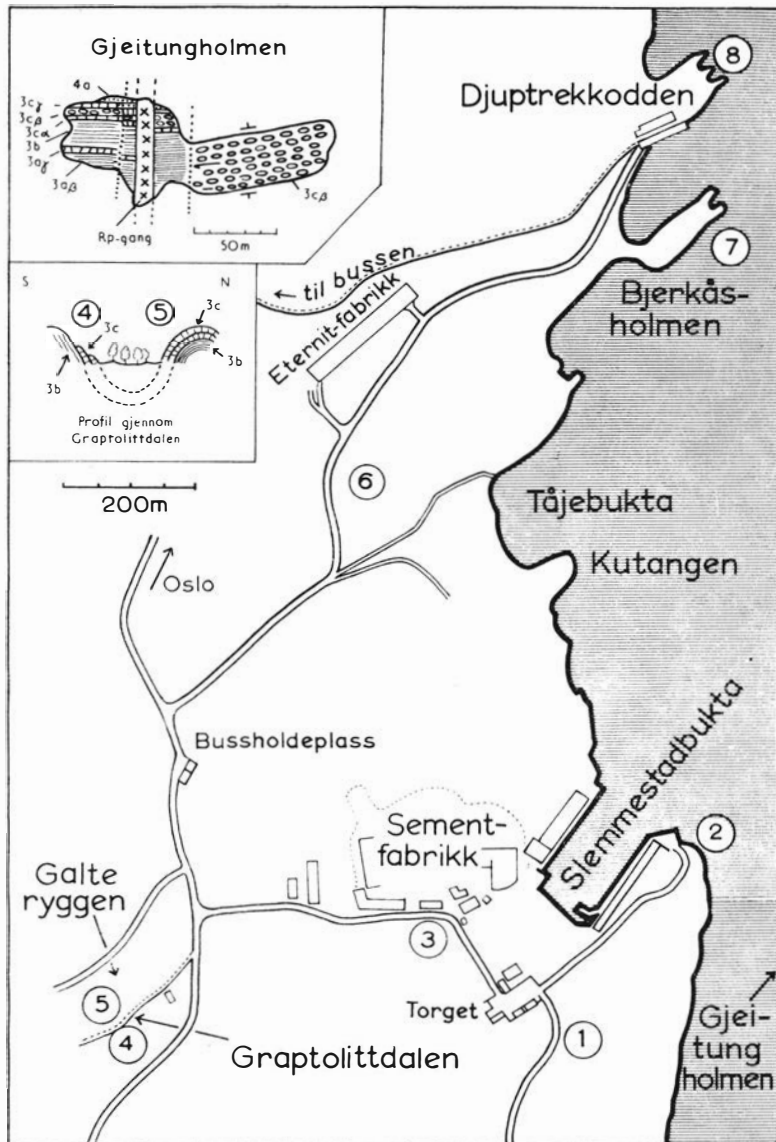 Gjeitungholmen
4a
3cɣ
3cβ
3cα
3b
3aɣ
3aβ
3cβ
Rp-gang
50m
S
N
4
5
3c
3c
3b
3b
Profil gjennom
Graptolittdalen
200m
8
Djuptrekkodden
7
← til bussen
Bjerkås-
holmen
Eternit-fabrikk
6
Tåjebukta
Kutangen
Oslo
Bussholdeplass
Slemmestadbukta
2
Sement-
fabrikk
Galte
ryggen
3
5
4
Torget
1
Gjei-
tung
holmen
Graptolittdalen